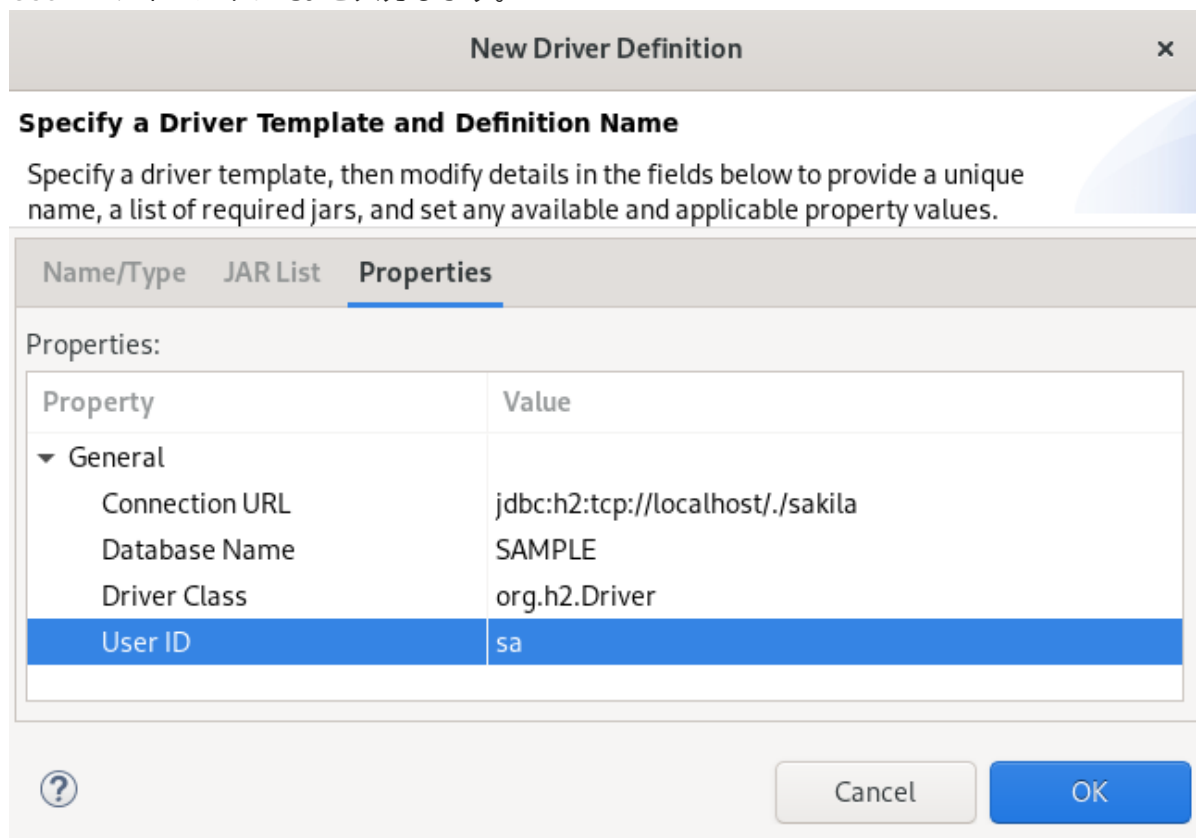 New Driver Definition
×
Specify a Driver Template and Definition Name
Specify a driver template, then modify details in the fields below to provide a unique
name, a list of required jars, and set any available and applicable property values.
Name/Type JAR List Properties
Properties:
Property Value
General
Connection URL jdbc:h2:tcp://localhost/./sakila
Database Name SAMPLE
Driver Class org.h2.Driver
User ID sa
?
Cancel OK